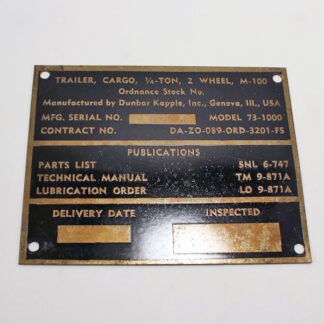 TRAILER, CARGO, ¼-TON, 2 WHEEL, M-100
Ordnance Stock No.
Manufactured by Dunbar Kapple, Inc., Geneva, Ill., USA
MFG. SERIAL NO. MODEL 73-1000
CONTRACT NO. DA-ZO-089-ORD-3201-F5
PUBLICATIONS
PARTS LIST SNL 6-747
TECHNICAL MANUAL TM 9-871A
LUBRICATION ORDER LO 9-871A
DELIVERY DATE INSPECTED